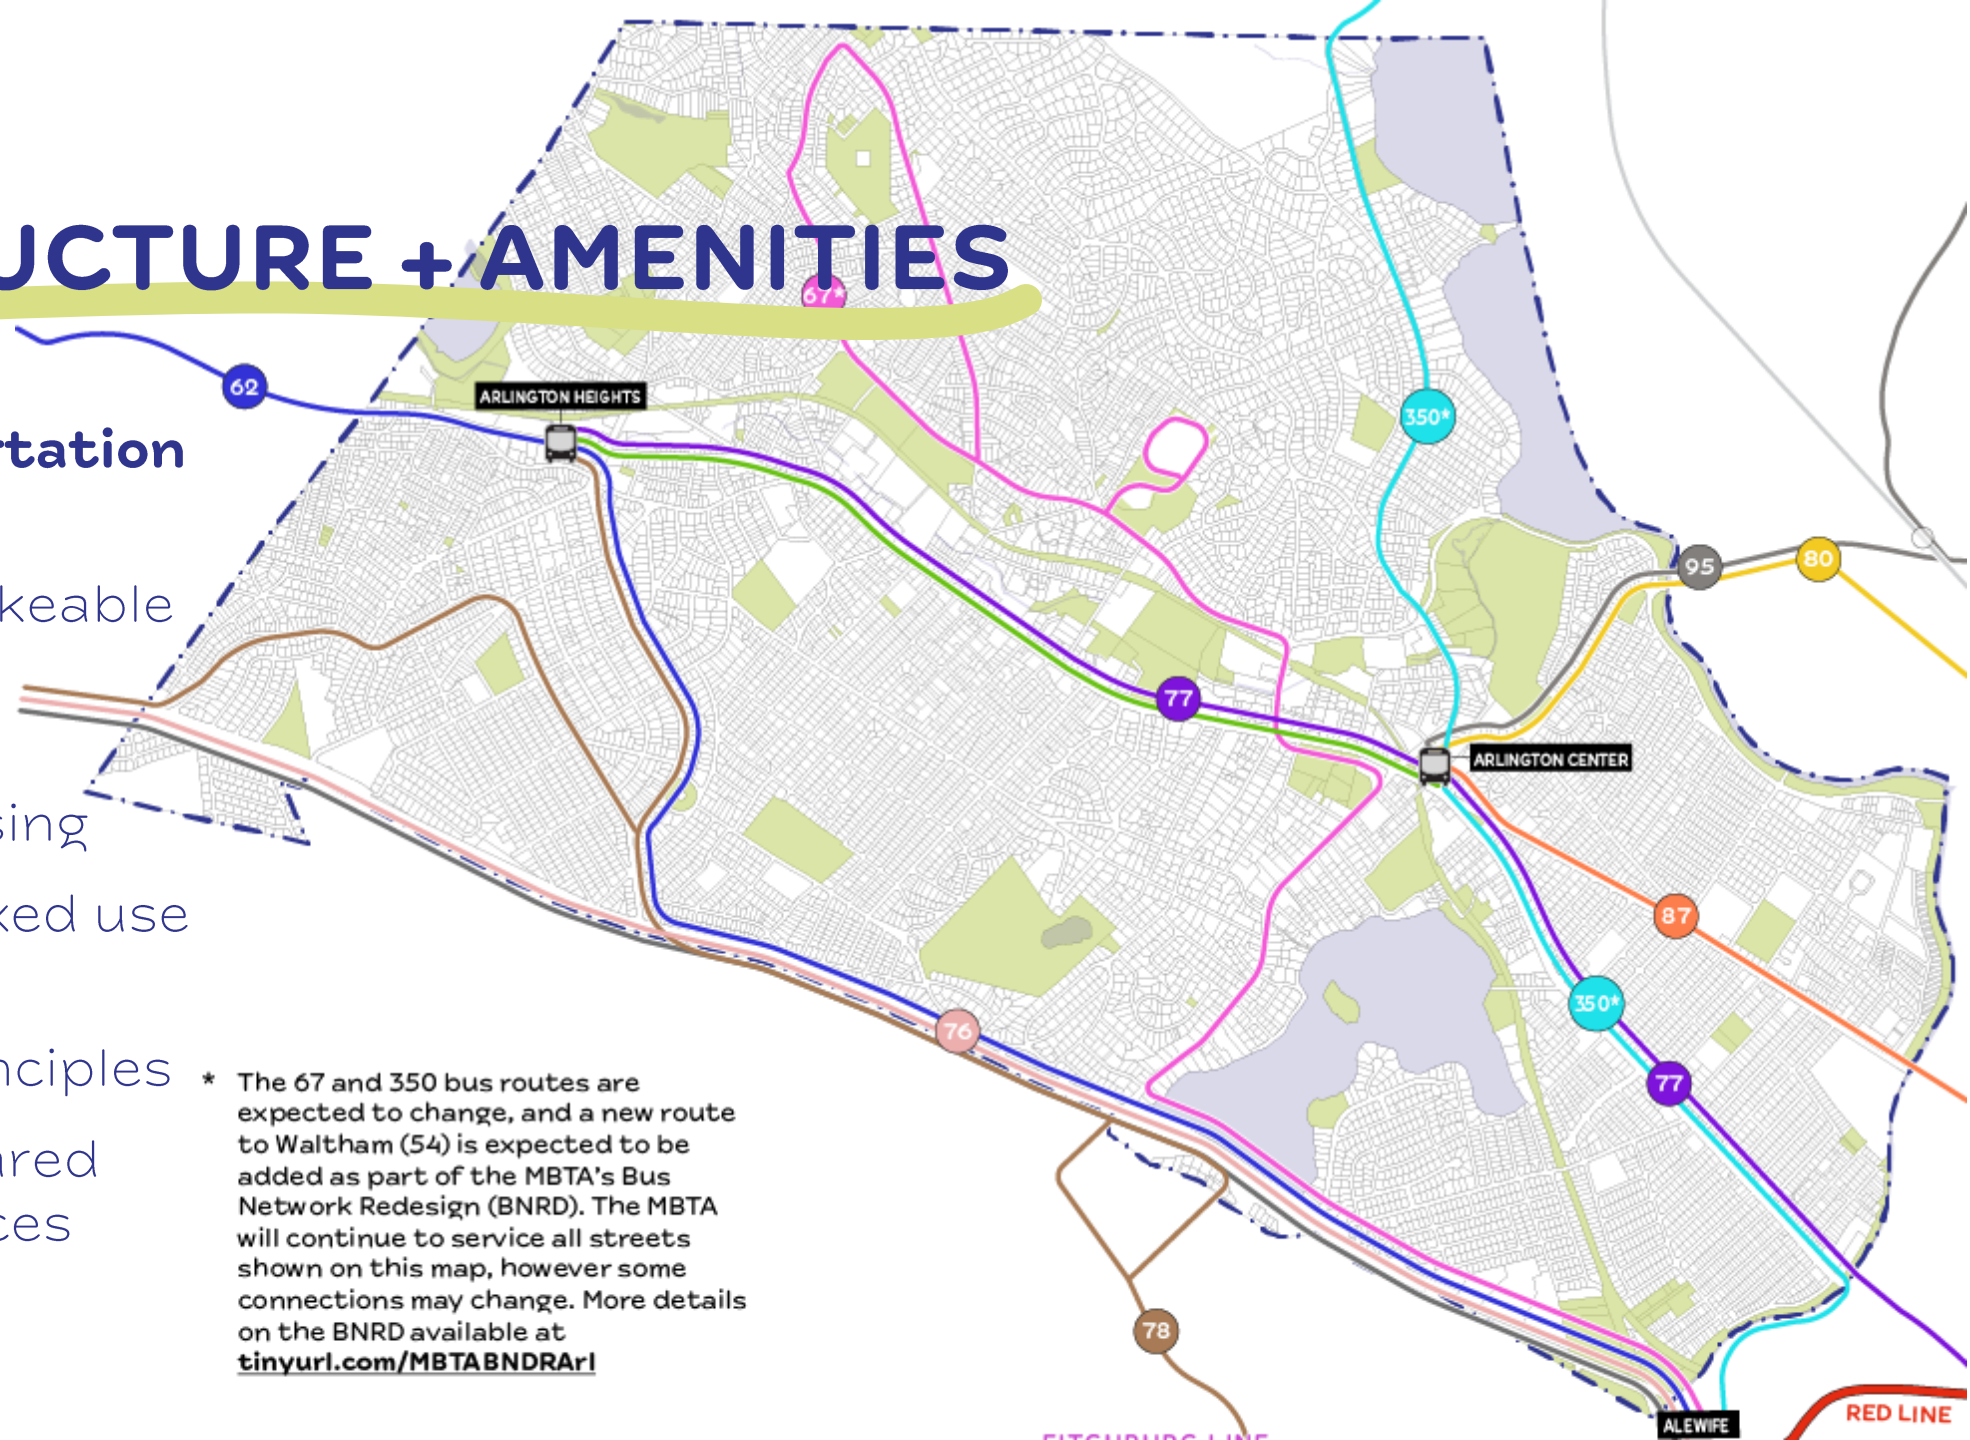 UCTURE + AMENITIES
67*
62
ARLINGTON HEIGHTS
350*
rtation
95
80
keable
77
ARLINGTON CENTER
sing
87
xed use
350*
76
77
nciples
* The 67 and 350 bus routes are
expected to change, and a new route
to Waltham (54) is expected to be
added as part of the MBTA's Bus
Network Redesign (BNRD). The MBTA
will continue to service all streets
shown on this map, however some
connections may change. More details
on the BNRD available at
tinyurl.com/MBTABNDRArl
ared
ces
78
RED LINE
ALEWIFE
FITCHBURG LINE